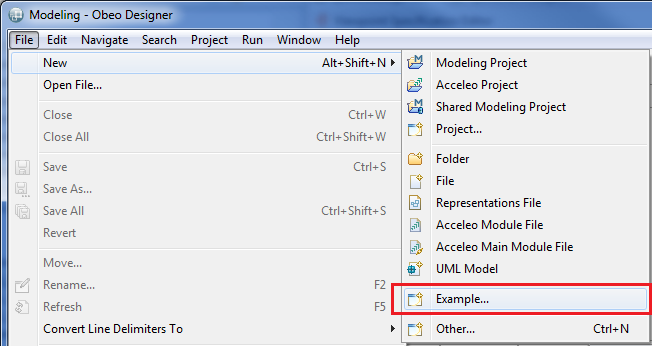 Modeling - Obeo Designer
File Edit Navigate Search Project Run Window Help
New Alt+Shift+N
Open File...
Close Ctrl+W
Close All Ctrl+Shift+W
Save Ctrl+S
Save As...
Save All Ctrl+Shift+S
Revert
Move...
Rename... F2
Refresh F5
Convert Line Delimiters To
Modeling Project
Acceleo Project
Shared Modeling Project
Project...
Folder
File
Representations File
Acceleo Module File
Acceleo Main Module File
UML Model
Example...
Other... Ctrl+N